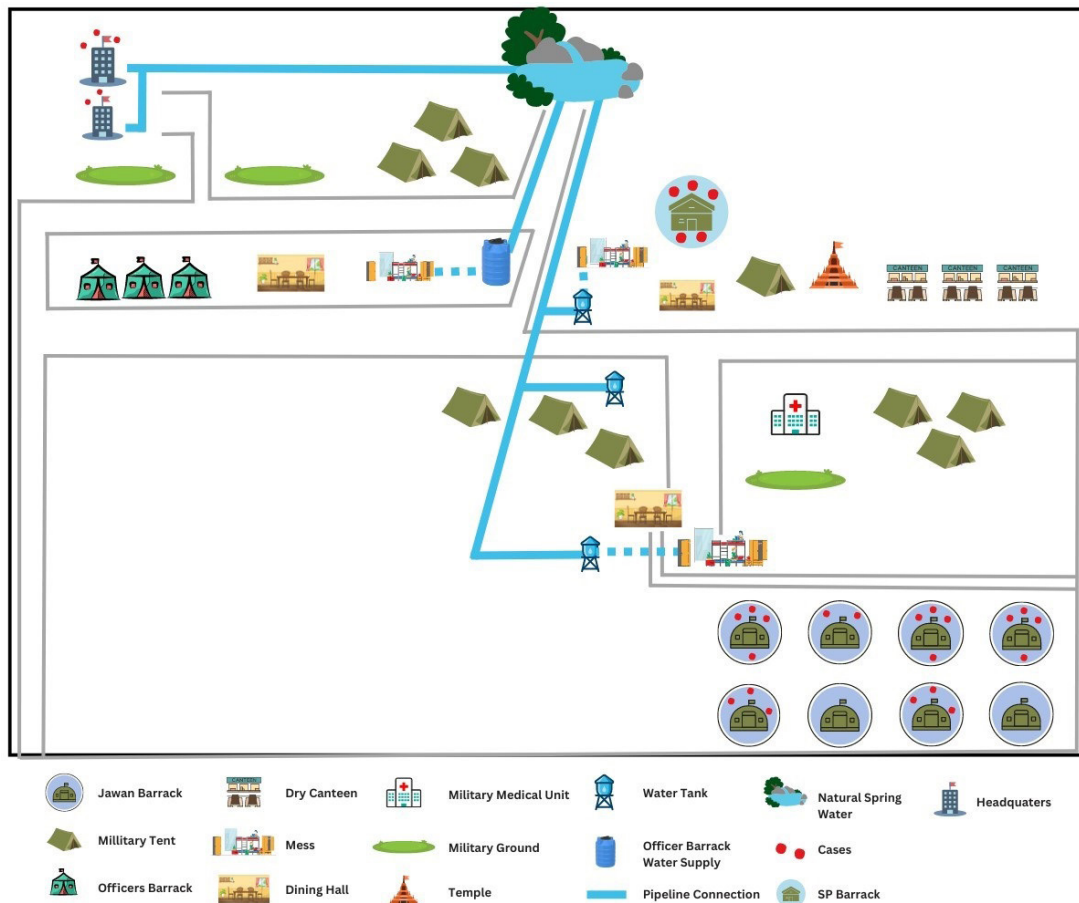 CANTEEN CANTEEN CANTEEN
Jawan Barrack
CANTEEN
Dry Canteen
Military Medical Unit
Water Tank
Natural Spring
Water
Headquaters
Millitary Tent
Mess
Military Ground
Officer Barrack
Water Supply
Cases
Officers Barrack
Dining Hall
Temple
Pipeline Connection
SP Barrack